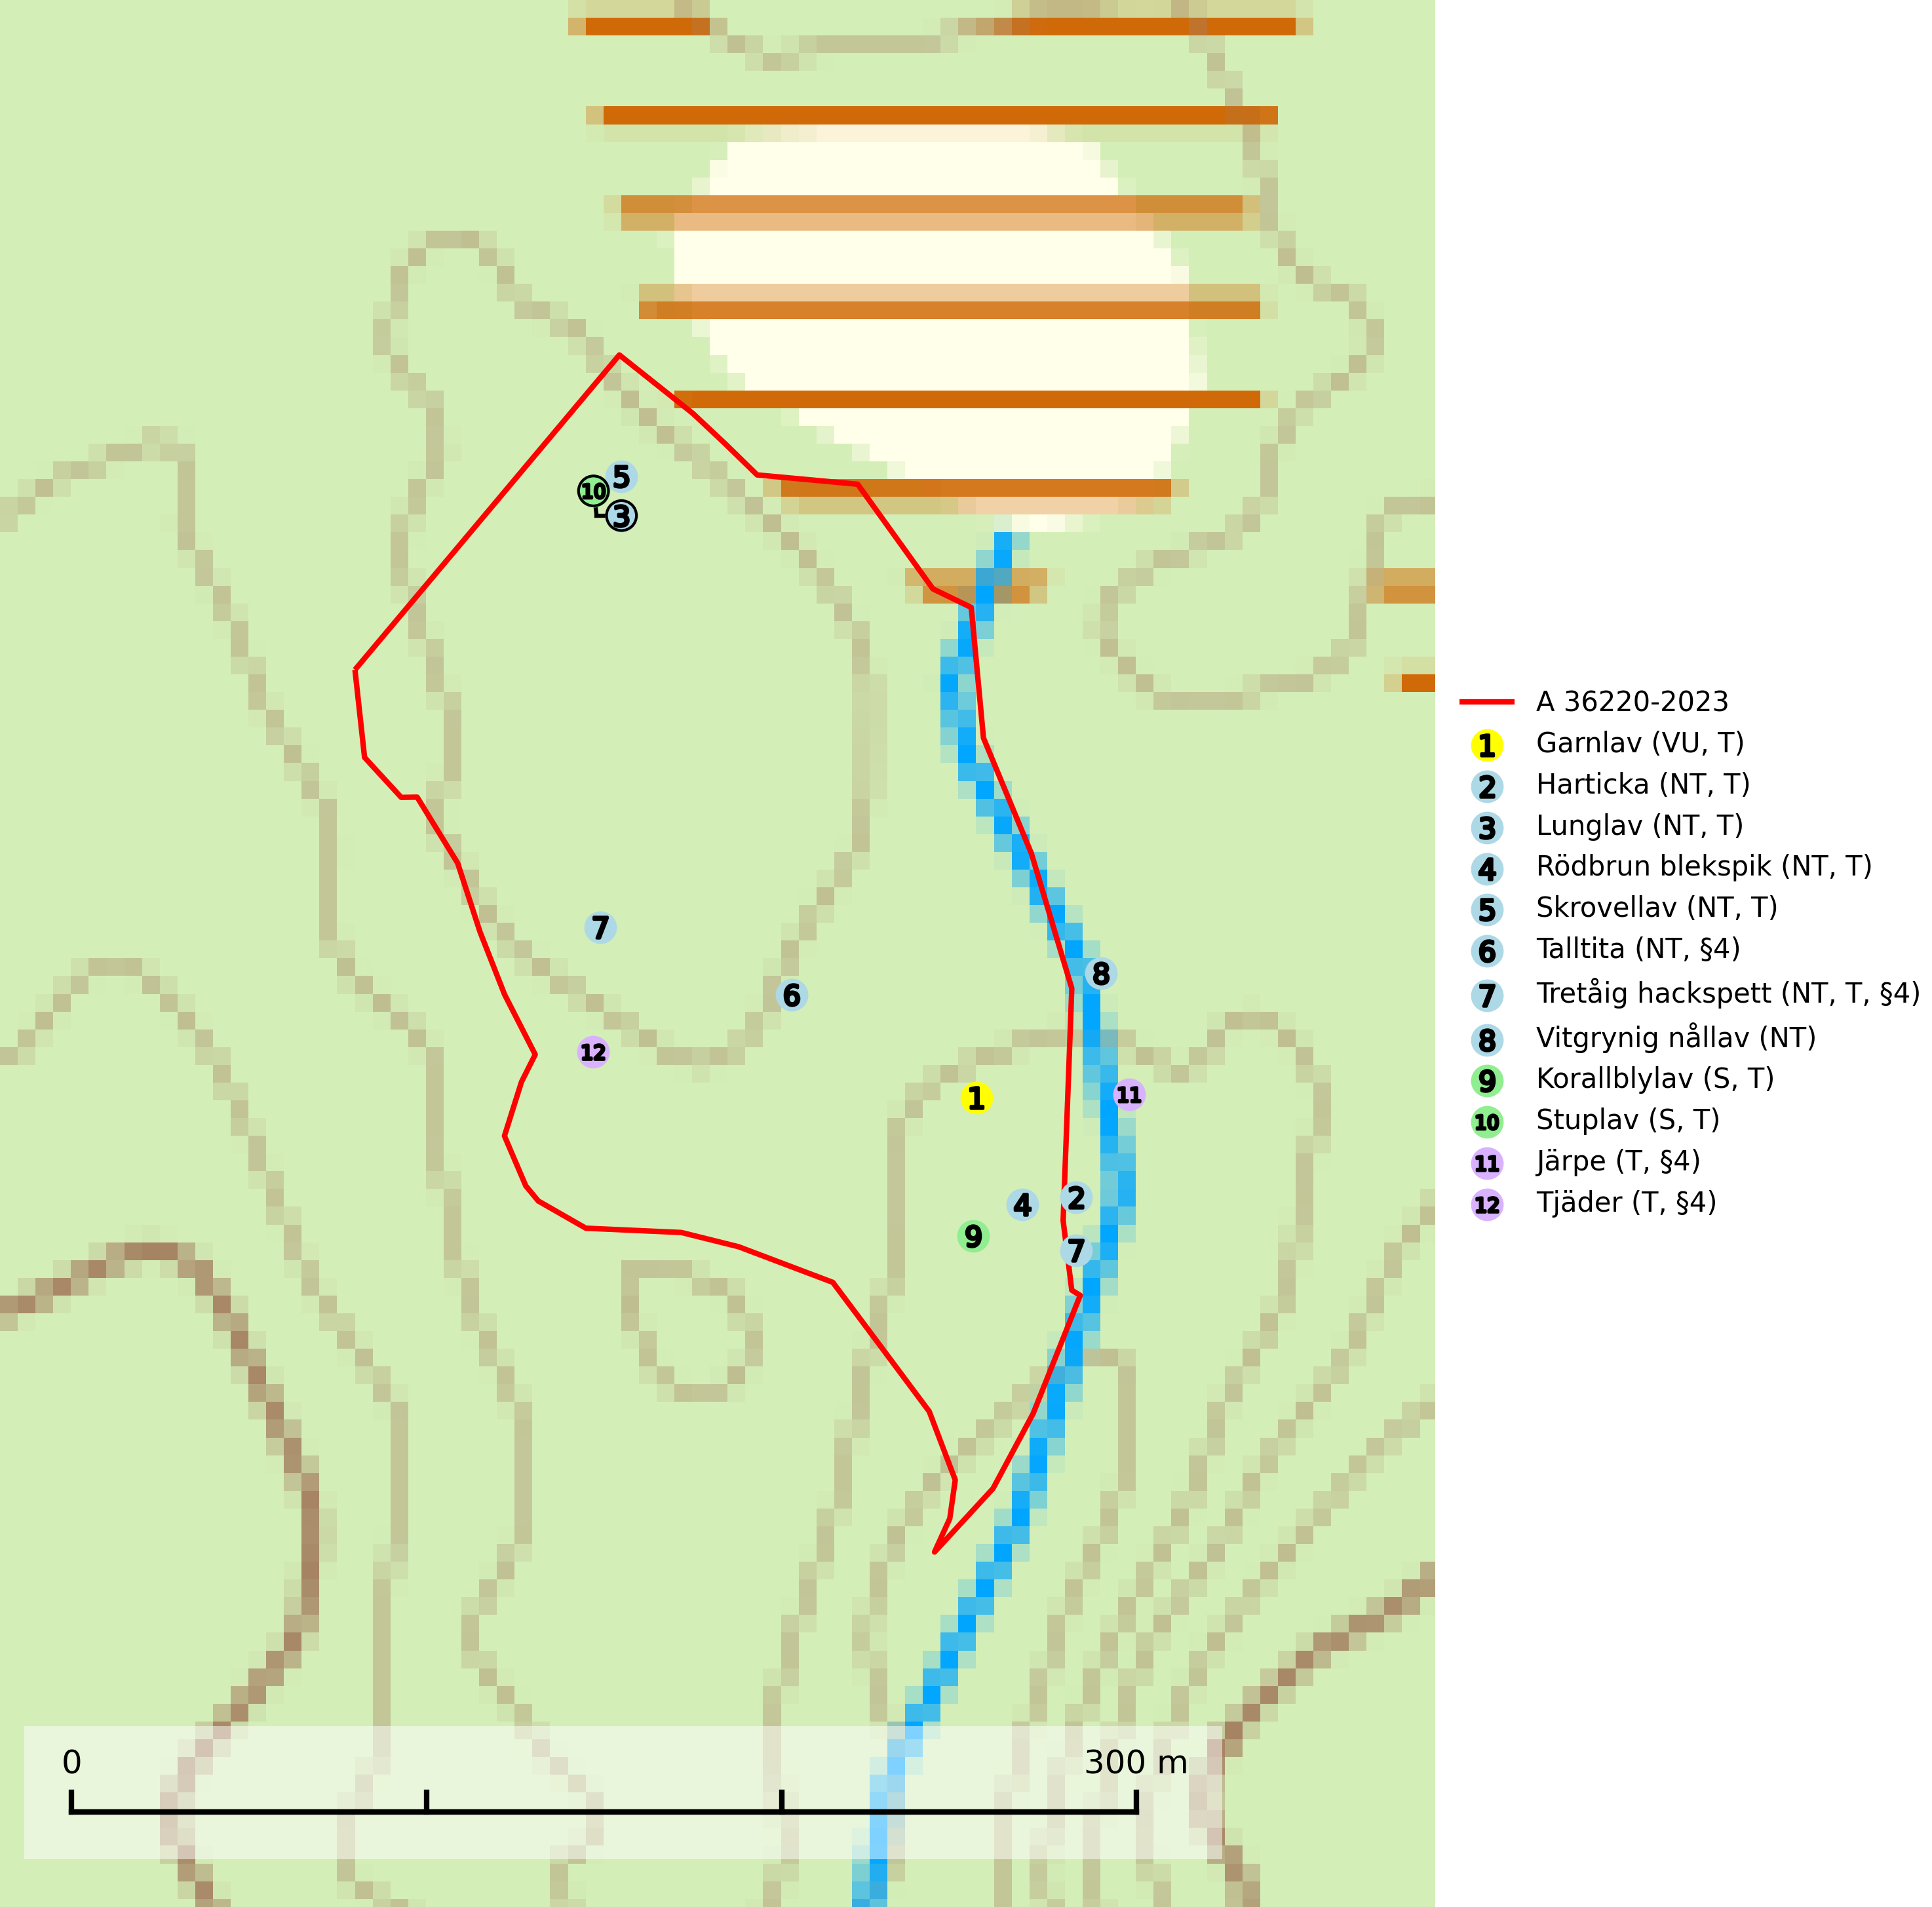 5
10
3
7
6
8
12
1
11
4
2
9
7
0
300 m
A 36220-2023
1 Garnlav (VU, T)
2 Harticka (NT, T)
3 Lunglav (NT, T)
4 Rödbrun blekspik (NT, T)
5 Skrovellav (NT, T)
6 Talltita (NT, §4)
7 Tretåig hackspett (NT, T, §4)
8 Vitgrynig nållav (NT)
9 Korallblylav (S, T)
10 Stuplav (S, T)
11 Järpe (T, §4)
12 Tjäder (T, §4)